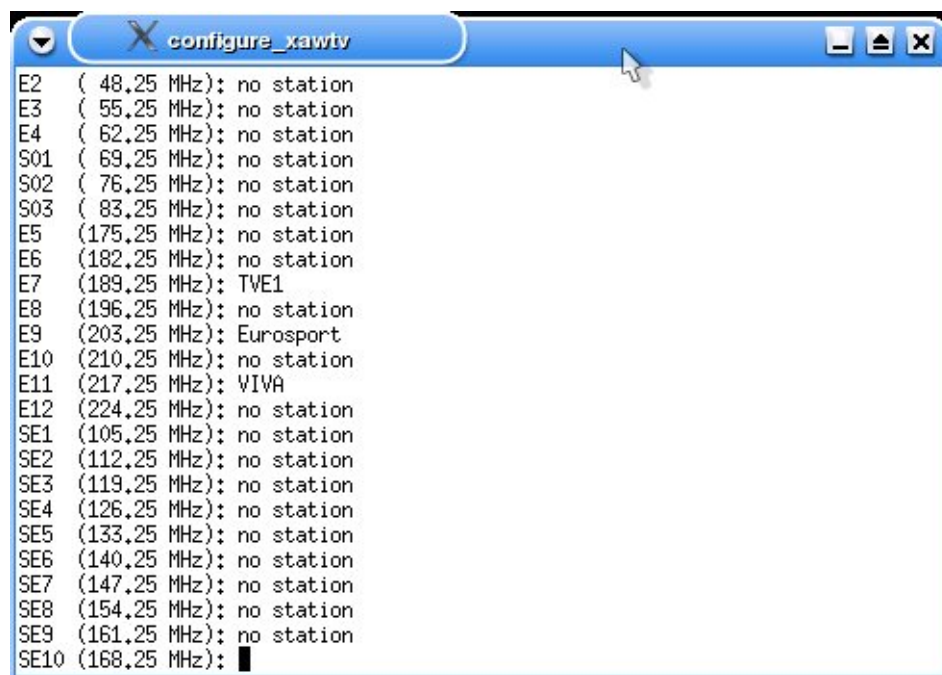 configure_xawtv
E2   ( 48.25 MHz): no station
E3   ( 55.25 MHz): no station
E4   ( 62.25 MHz): no station
S01  ( 69.25 MHz): no station
S02  ( 76.25 MHz): no station
S03  ( 83.25 MHz): no station
E5   (175.25 MHz): no station
E6   (182.25 MHz): no station
E7   (189.25 MHz): TVE1
E8   (196.25 MHz): no station
E9   (203.25 MHz): Eurosport
E10  (210.25 MHz): no station
E11  (217.25 MHz): VIVA
E12  (224.25 MHz): no station
SE1  (105.25 MHz): no station
SE2  (112.25 MHz): no station
SE3  (119.25 MHz): no station
SE4  (126.25 MHz): no station
SE5  (133.25 MHz): no station
SE6  (140.25 MHz): no station
SE7  (147.25 MHz): no station
SE8  (154.25 MHz): no station
SE9  (161.25 MHz): no station
SE10 (168.25 MHz):